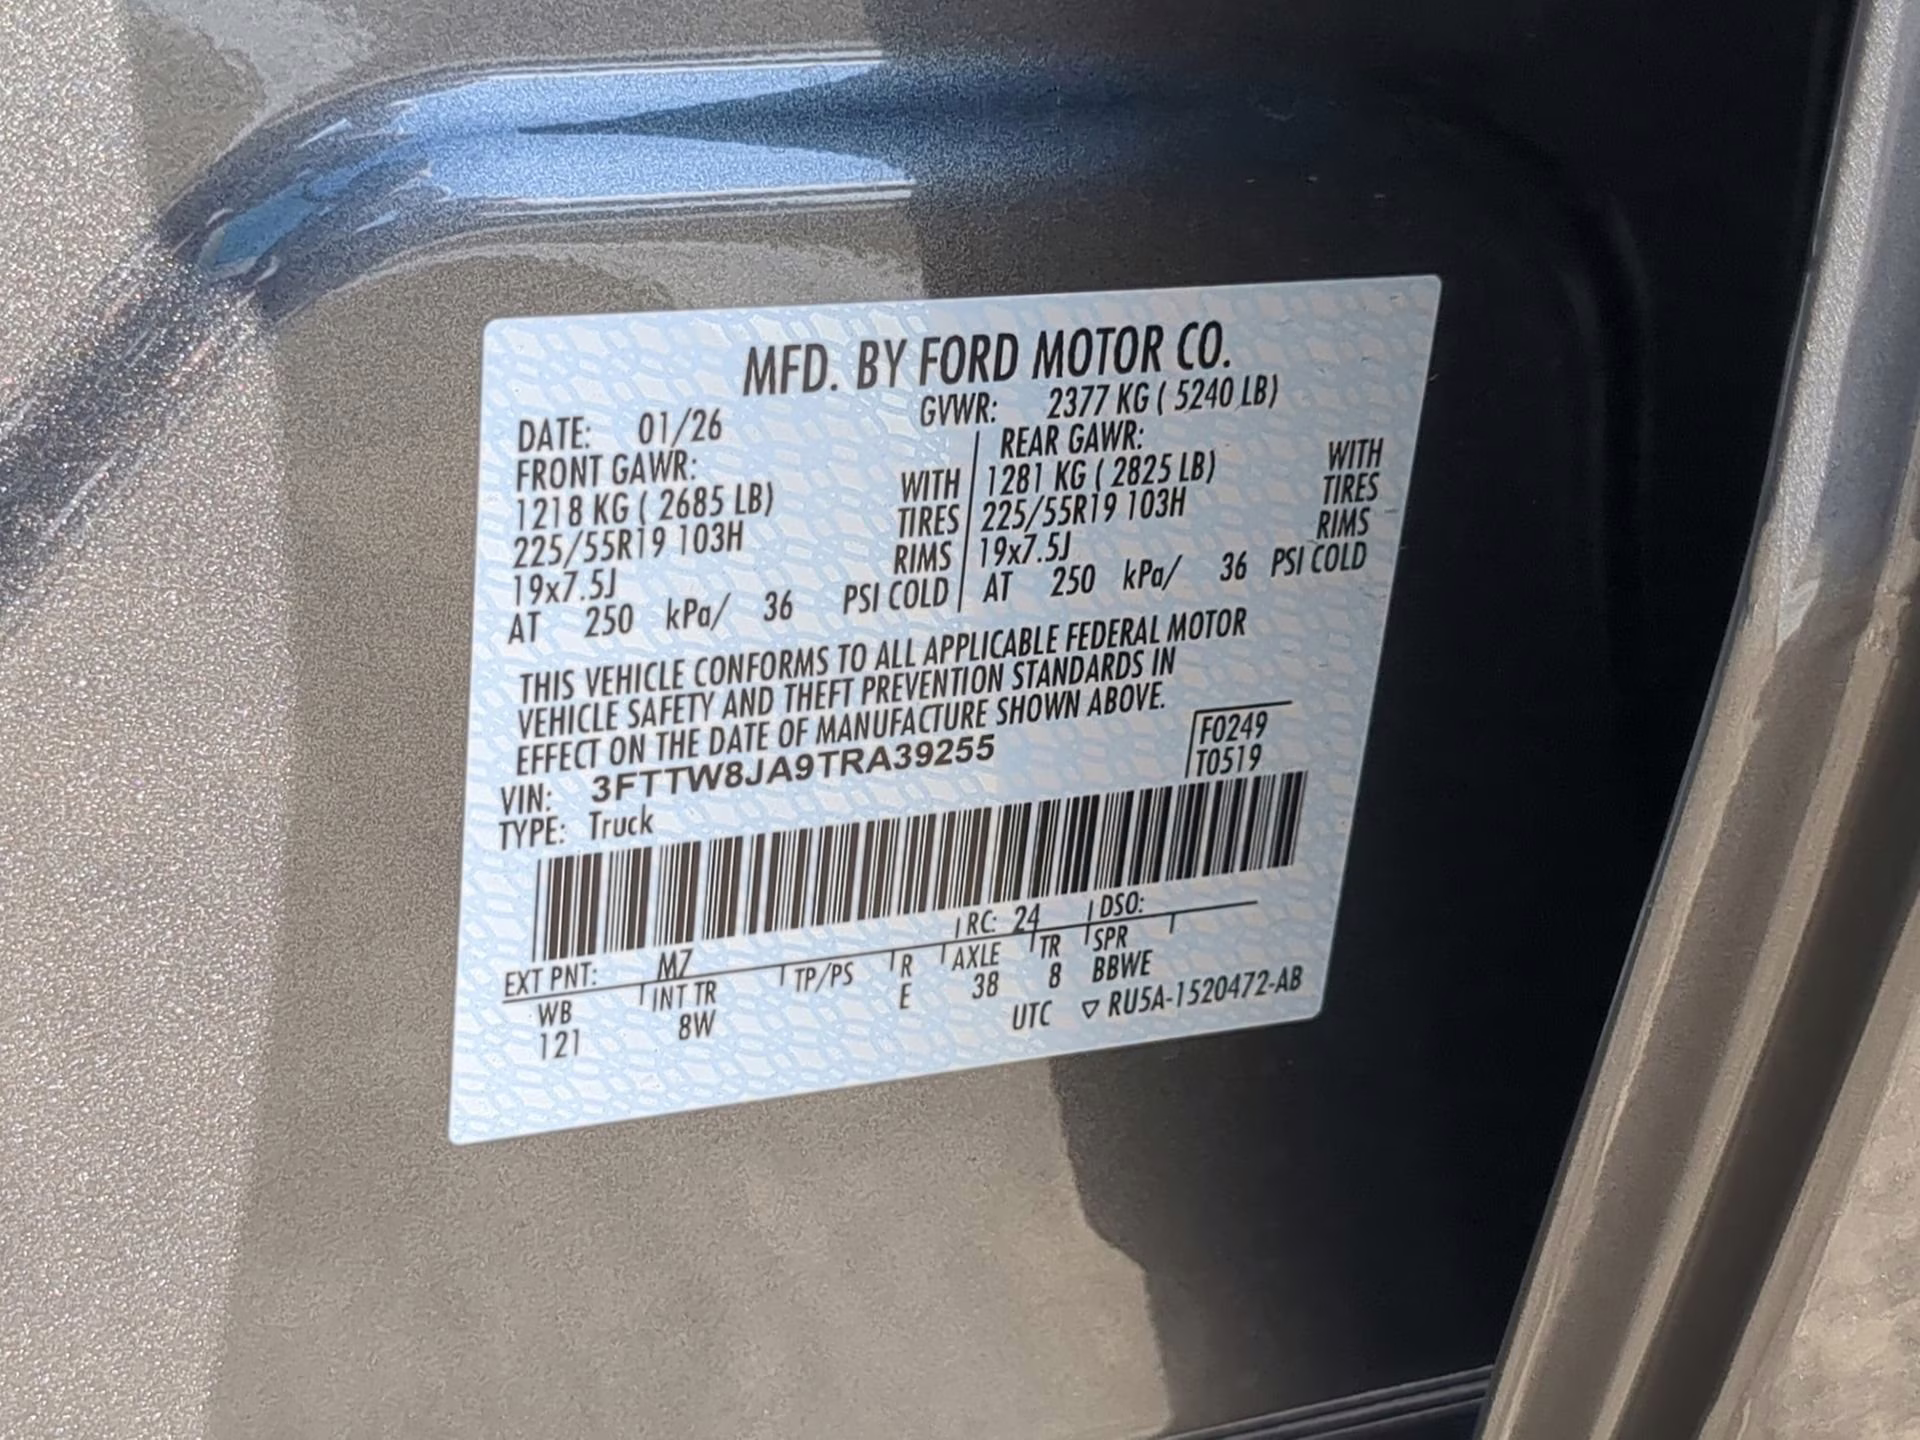 MFD. BY FORD MOTOR CO.
DATE: 01/26 GVWR: 2377 KG ( 5240 LB)
FRONT GAWR: REAR GAWR:
1218 KG ( 2685 LB) WITH 1281 KG ( 2825 LB) WITH
225/55R19 103H TIRES 225/55R19 103H TIRES
19x7.5J RIMS 19x7.5J RIMS
AT 250 kPa/ 36 PSI COLD AT 250 kPa/ 36 PSI COLD
THIS VEHICLE CONFORMS TO ALL APPLICABLE FEDERAL MOTOR
VEHICLE SAFETY AND THEFT PREVENTION STANDARDS IN
EFFECT ON THE DATE OF MANUFACTURE SHOWN ABOVE.
VIN: 3FTTW8JA9TRA39255 F0249
TYPE: Truck T0519
EXT PNT: M7 RC: 24 DSO:
WB INT TR TP/PS R AXLE TR SPR
121 8W E 38 8 BBWE
UTC ▽ RU5A-1520472-AB